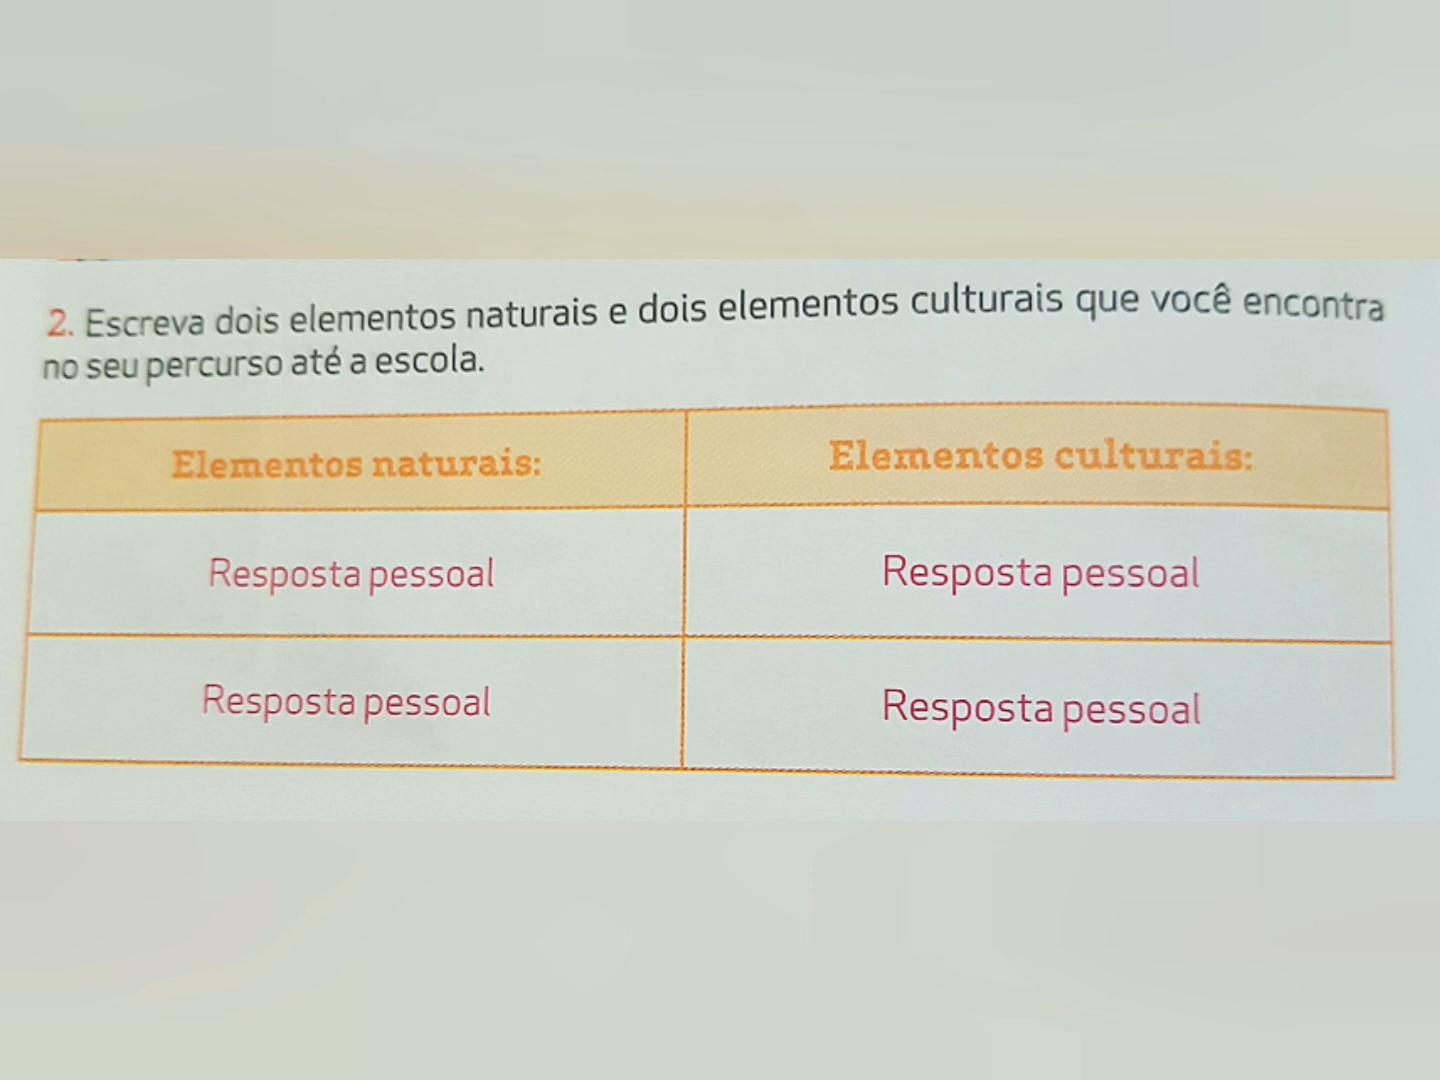 2. Escreva dois elementos naturais e dois elementos culturais que você encontra
no seu percurso até a escola.
Elementos naturais: Elementos culturais:
Resposta pessoal Resposta pessoal
Resposta pessoal Resposta pessoal